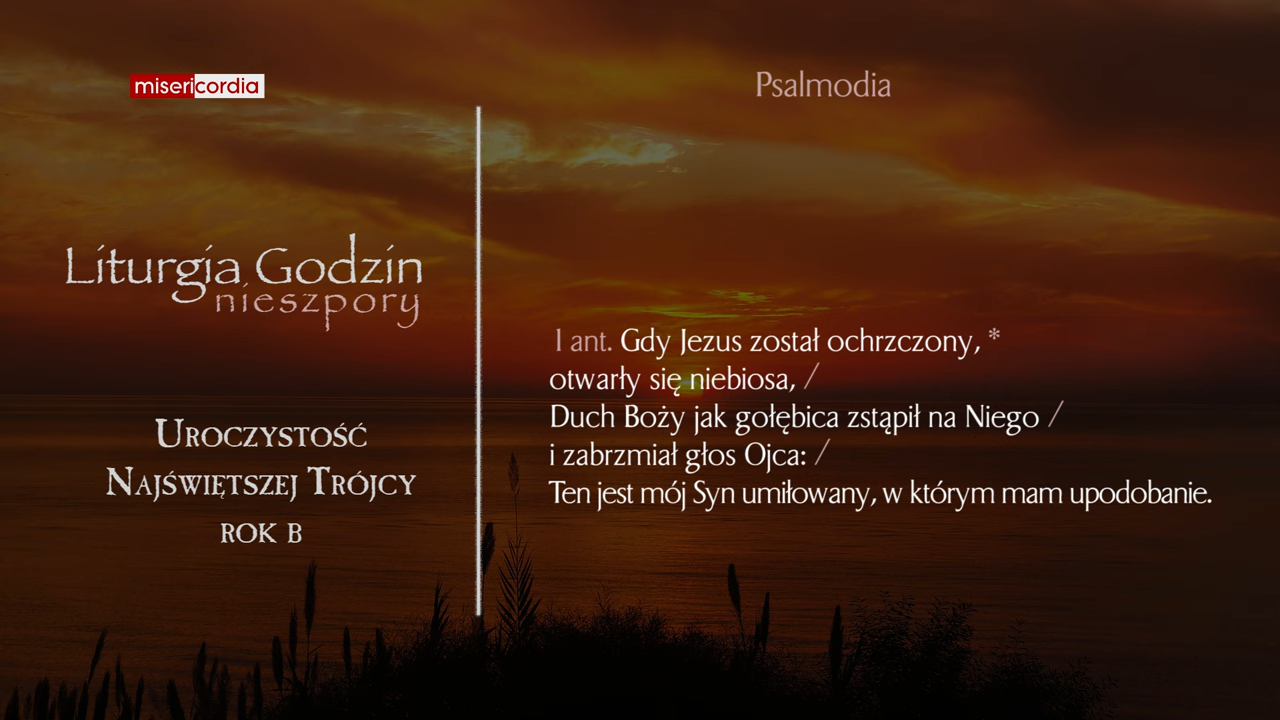 misericordia
Psalmodia
Liturgia Godzin
nieszpory
Uroczystość
Najświętszej Trójcy
rok b
1 ant. Gdy Jezus został ochrzczony, *
otwarły się niebiosa, /
Duch Boży jak gołębica zstąpił na Niego /
i zabrzmiał głos Ojca: /
Ten jest mój Syn umiłowany, w którym mam upodobanie.